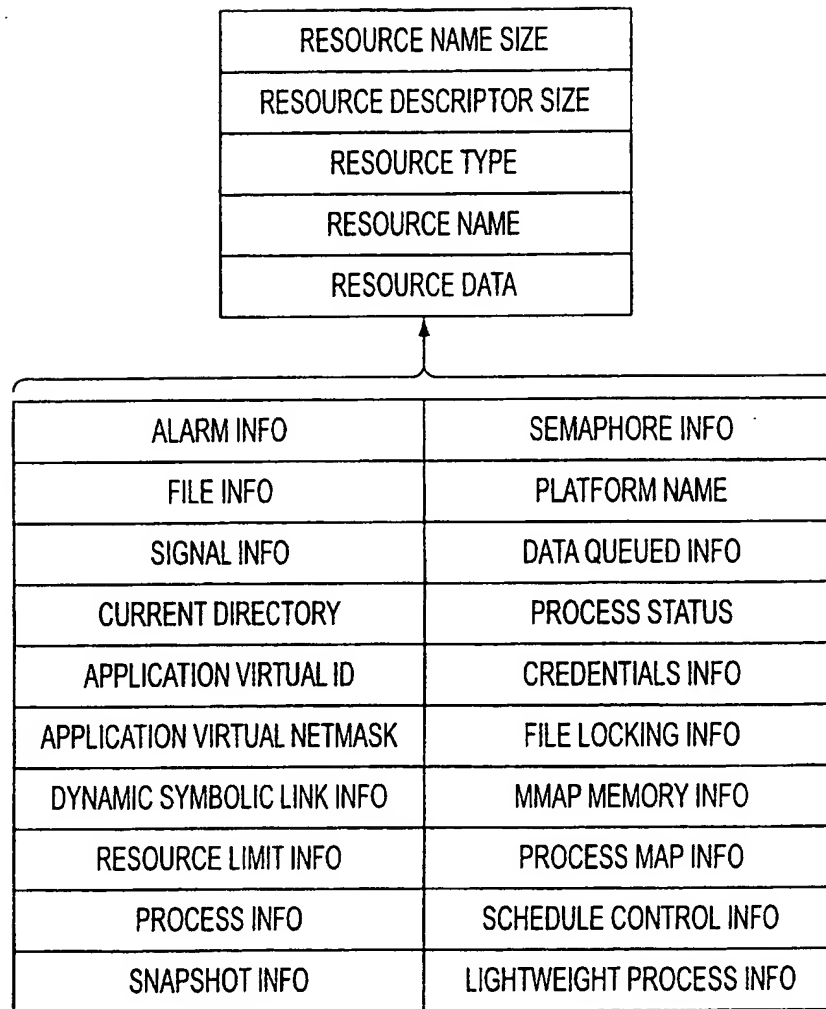 RESOURCE NAME SIZE
RESOURCE DESCRIPTOR SIZE
RESOURCE TYPE
RESOURCE NAME
RESOURCE DATA
ALARM INFO
SEMAPHORE INFO
FILE INFO
PLATFORM NAME
SIGNAL INFO
DATA QUEUED INFO
CURRENT DIRECTORY
PROCESS STATUS
APPLICATION VIRTUAL ID
CREDENTIALS INFO
APPLICATION VIRTUAL NETMASK
FILE LOCKING INFO
DYNAMIC SYMBOLIC LINK INFO
MMAP MEMORY INFO
RESOURCE LIMIT INFO
PROCESS MAP INFO
PROCESS INFO
SCHEDULE CONTROL INFO
SNAPSHOT INFO
LIGHTWEIGHT PROCESS INFO